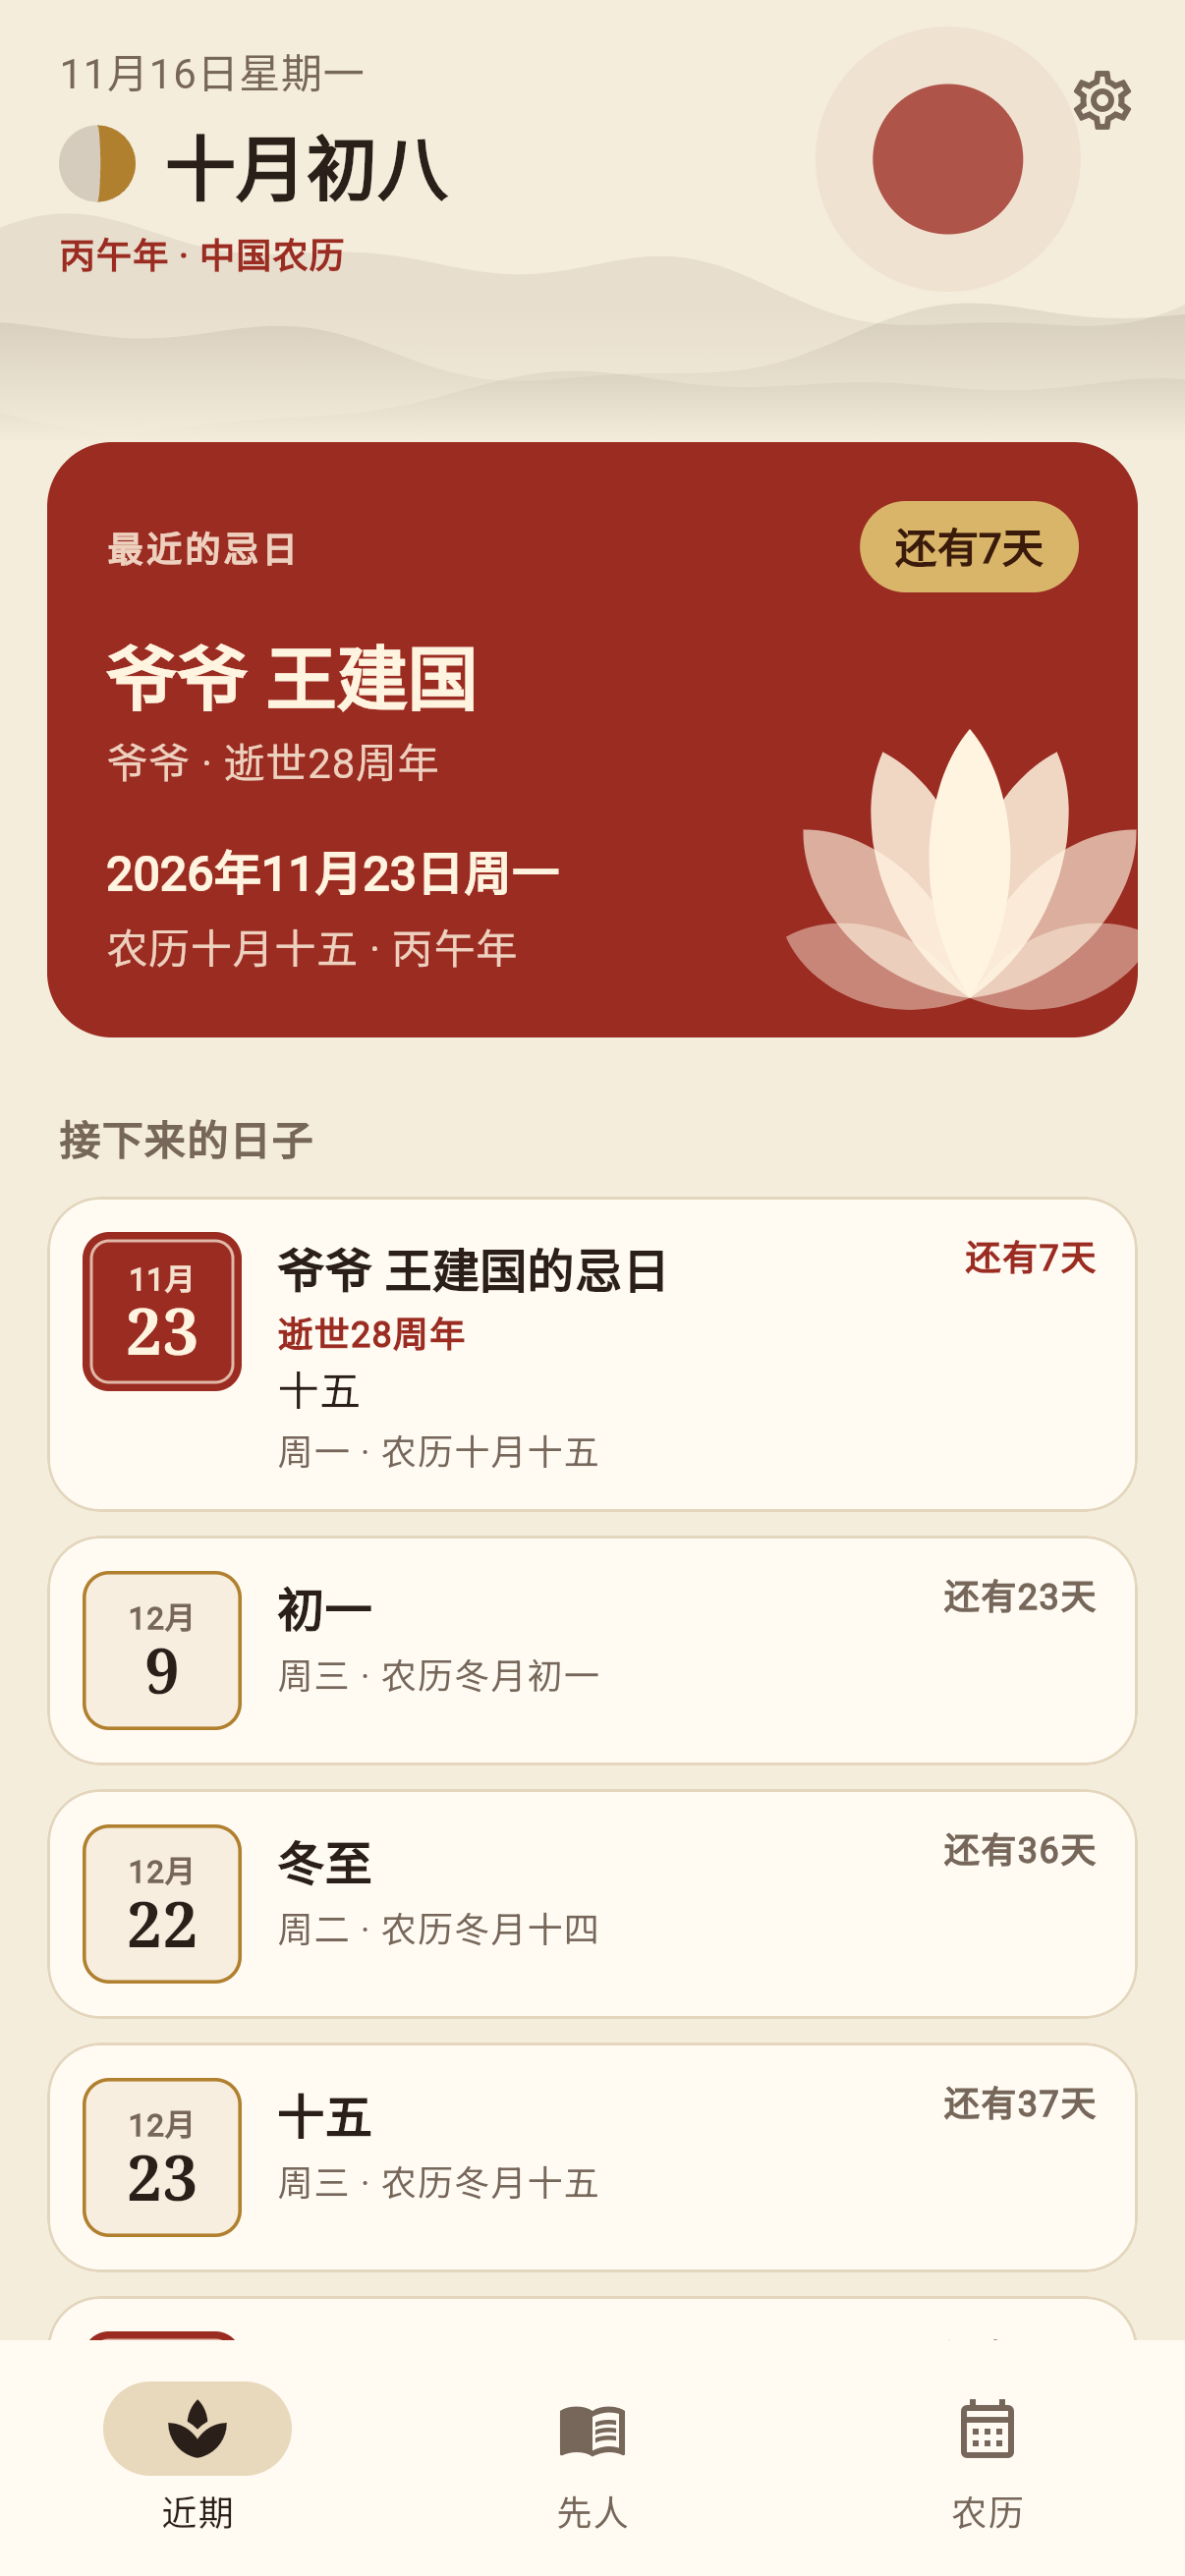 11月16日星期一
十月初八
丙午年 · 中国农历
最近的忌日
还有7天
爷爷 王建国
爷爷 · 逝世28周年
2026年11月23日周一
农历十月十五 · 丙午年
接下来的日子
11月
23
爷爷 王建国的忌日
还有7天
逝世28周年
十五
周一 · 农历十月十五
12月
9
初一
还有23天
周三 · 农历冬月初一
12月
22
冬至
还有36天
周二 · 农历冬月十四
12月
23
十五
还有37天
周三 · 农历冬月十五
近期
先人
农历